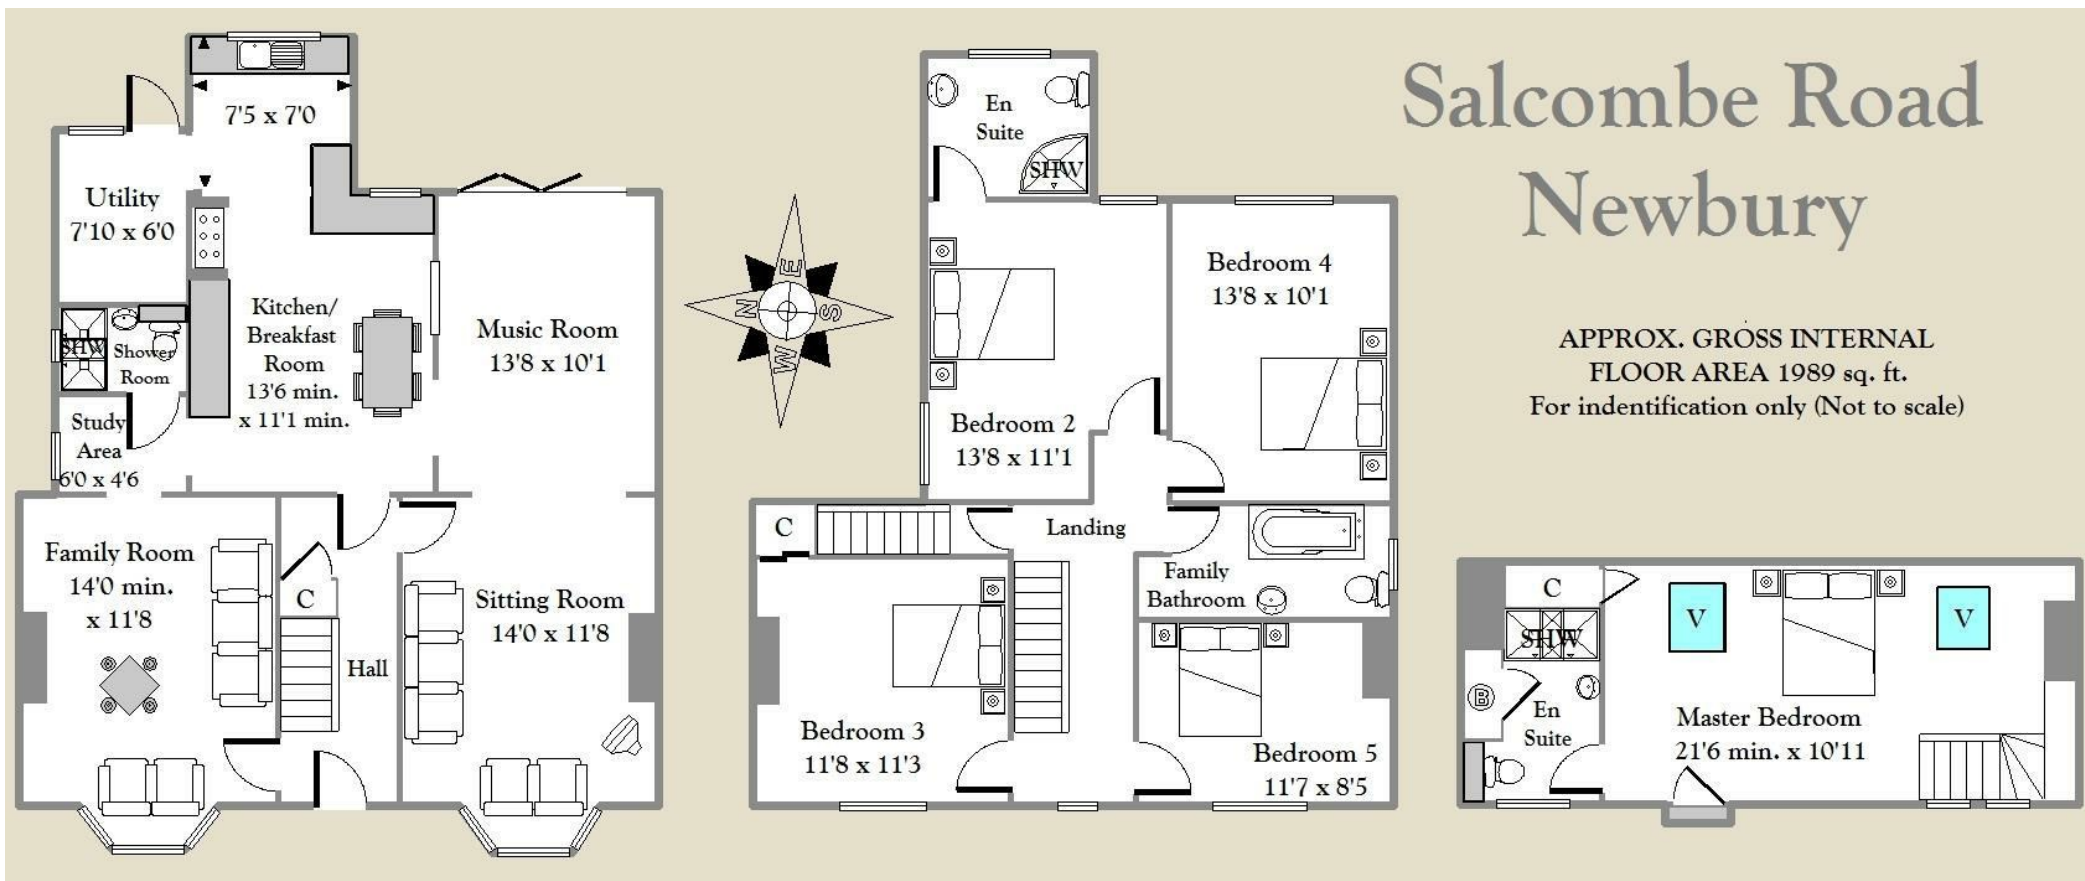 Salcombe Road
Newbury
APPROX. GROSS INTERNAL
FLOOR AREA 1989 sq. ft.
For indentification only (Not to scale)
7'5 x 7'0
Utility
7'10 x 6'0
Kitchen/
Breakfast
Room
13'6 min.
x 11'1 min.
Music Room
13'8 x 10'1
SHW
Shower
Room
Study
Area
6'0 x 4'6
Family Room
14'0 min.
x 11'8
C
Hall
Sitting Room
14'0 x 11'8
N
E
S
W
En
Suite
SHW
Bedroom 2
13'8 x 11'1
Bedroom 4
13'8 x 10'1
C
Landing
Family
Bathroom
Bedroom 3
11'8 x 11'3
Bedroom 5
11'7 x 8'5
C
SHW
B
En
Suite
V
V
Master Bedroom
21'6 min. x 10'11